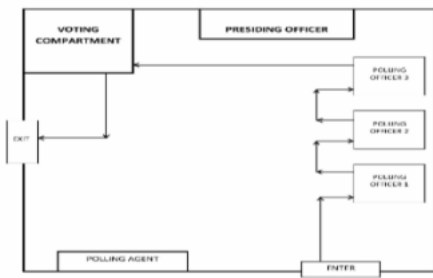 VOTING
COMPARTMENT
PRESIDING OFFICER
POLLING
OFFICER 3
POLLING
OFFICER 2
POLLING
OFFICER 1
EXIT
POLLING AGENT
ENTER